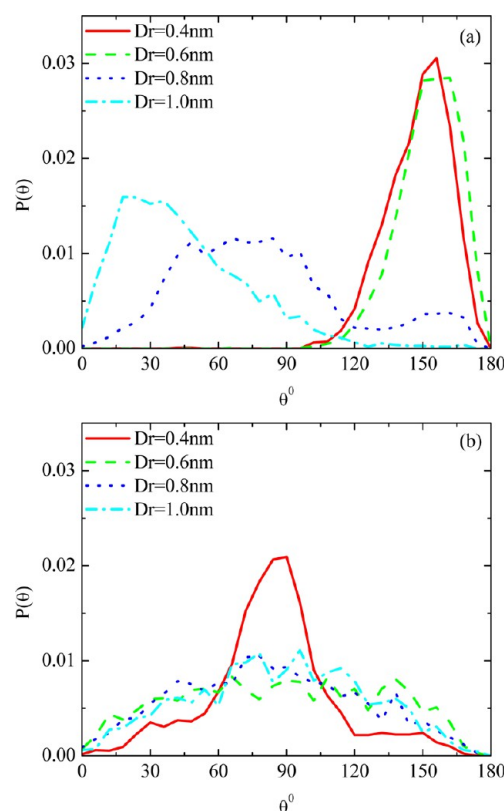 (a)
Dr=0.4nm
Dr=0.6nm
Dr=0.8nm
Dr=1.0nm
0.03
0.02
0.01
0.00
P(θ)
0 30 60 90 120 150 180
θ⁰
(b)
Dr=0.4nm
Dr=0.6nm
Dr=0.8nm
Dr=1.0nm
0.03
0.02
0.01
0.00
P(θ)
0 30 60 90 120 150 180
θ⁰